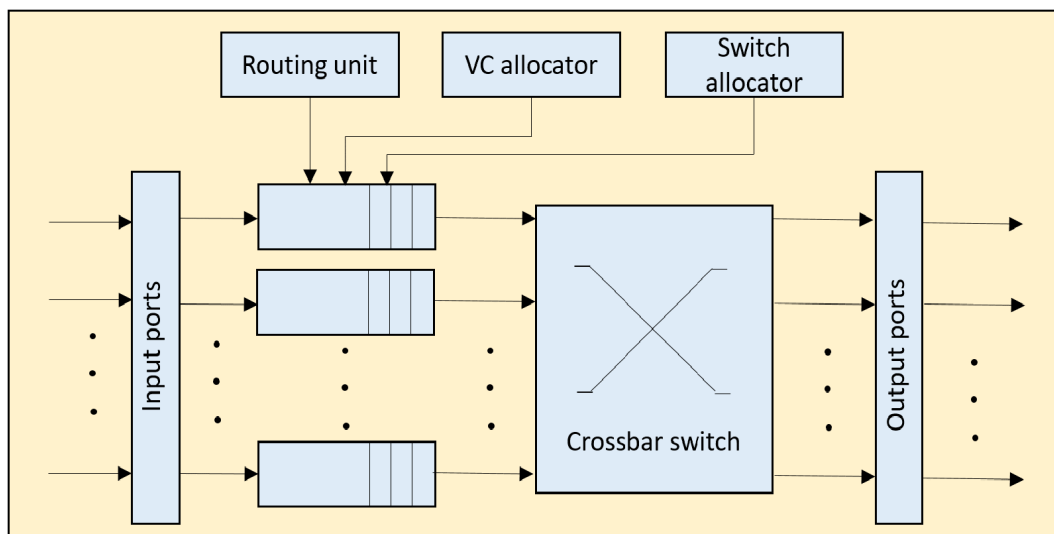 Routing unit
VC allocator
Switch
allocator
Input ports
Crossbar switch
Output ports